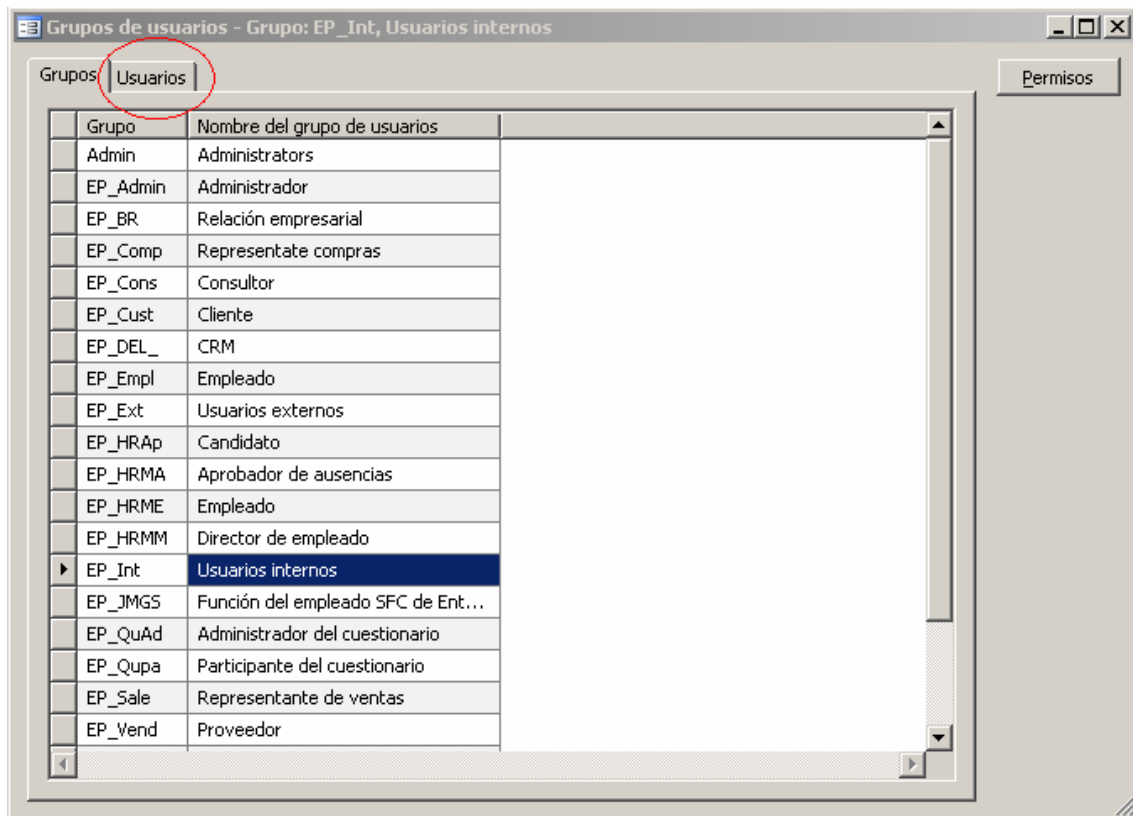 Grupos de usuarios - Grupo: EP_Int, Usuarios internos
Grupos Usuarios Permisos
Grupo Nombre del grupo de usuarios
Admin Administrators
EP_Admin Administrador
EP_BR Relación empresarial
EP_Comp Representate compras
EP_Cons Consultor
EP_Cust Cliente
EP_DEL_ CRM
EP_Empl Empleado
EP_Ext Usuarios externos
EP_HRAp Candidato
EP_HRMA Aprobador de ausencias
EP_HRME Empleado
EP_HRMM Director de empleado
EP_Int Usuarios internos
EP_JMGS Función del empleado SFC de Ent...
EP_QuAd Administrador del cuestionario
EP_Qupa Participante del cuestionario
EP_Sale Representante de ventas
EP_Vend Proveedor